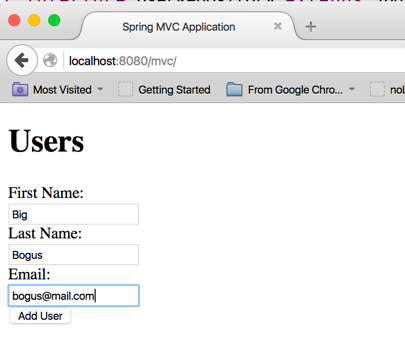 Spring MVC Application
localhost:8080/mvc/
Most Visited Getting Started From Google Chro...
Users
First Name:
Big
Last Name:
Bogus
Email:
bogus@mail.com
Add User